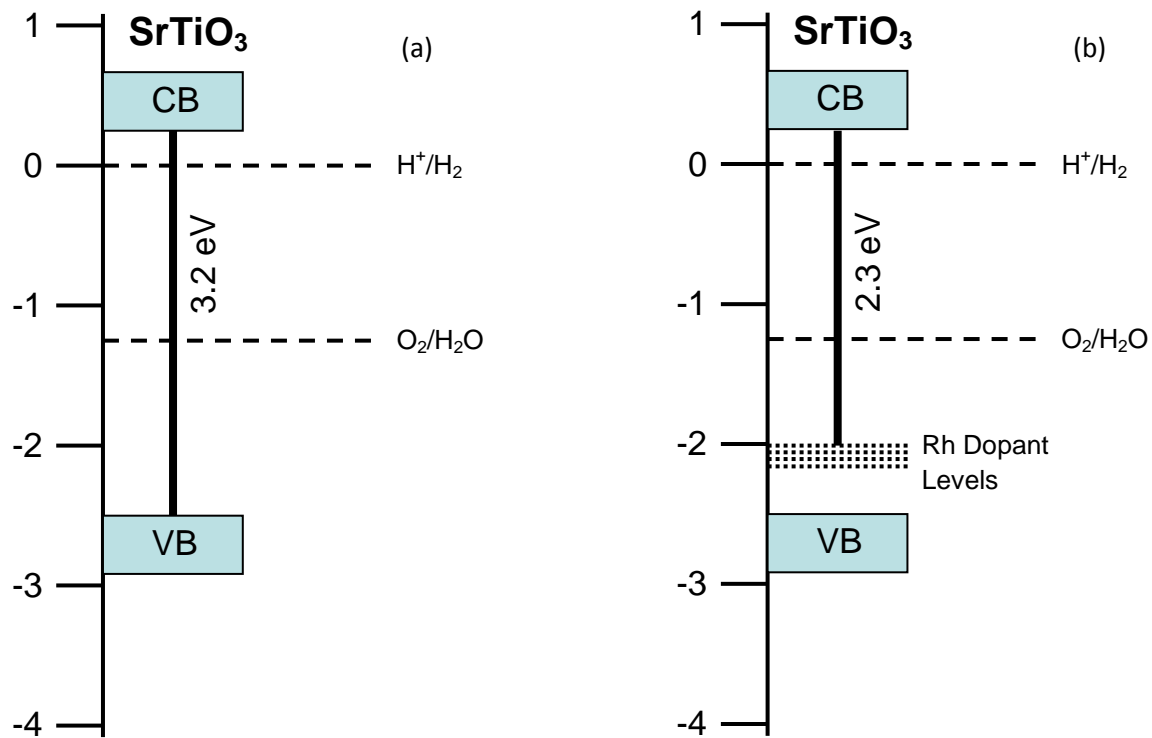 SrTiO₃
(a)
1
CB
0
H⁺/H₂
3.2 eV
-1
O₂/H₂O
-2
VB
-3
-4
SrTiO₃
(b)
1
CB
0
H⁺/H₂
2.3 eV
-1
O₂/H₂O
-2
Rh Dopant
Levels
VB
-3
-4